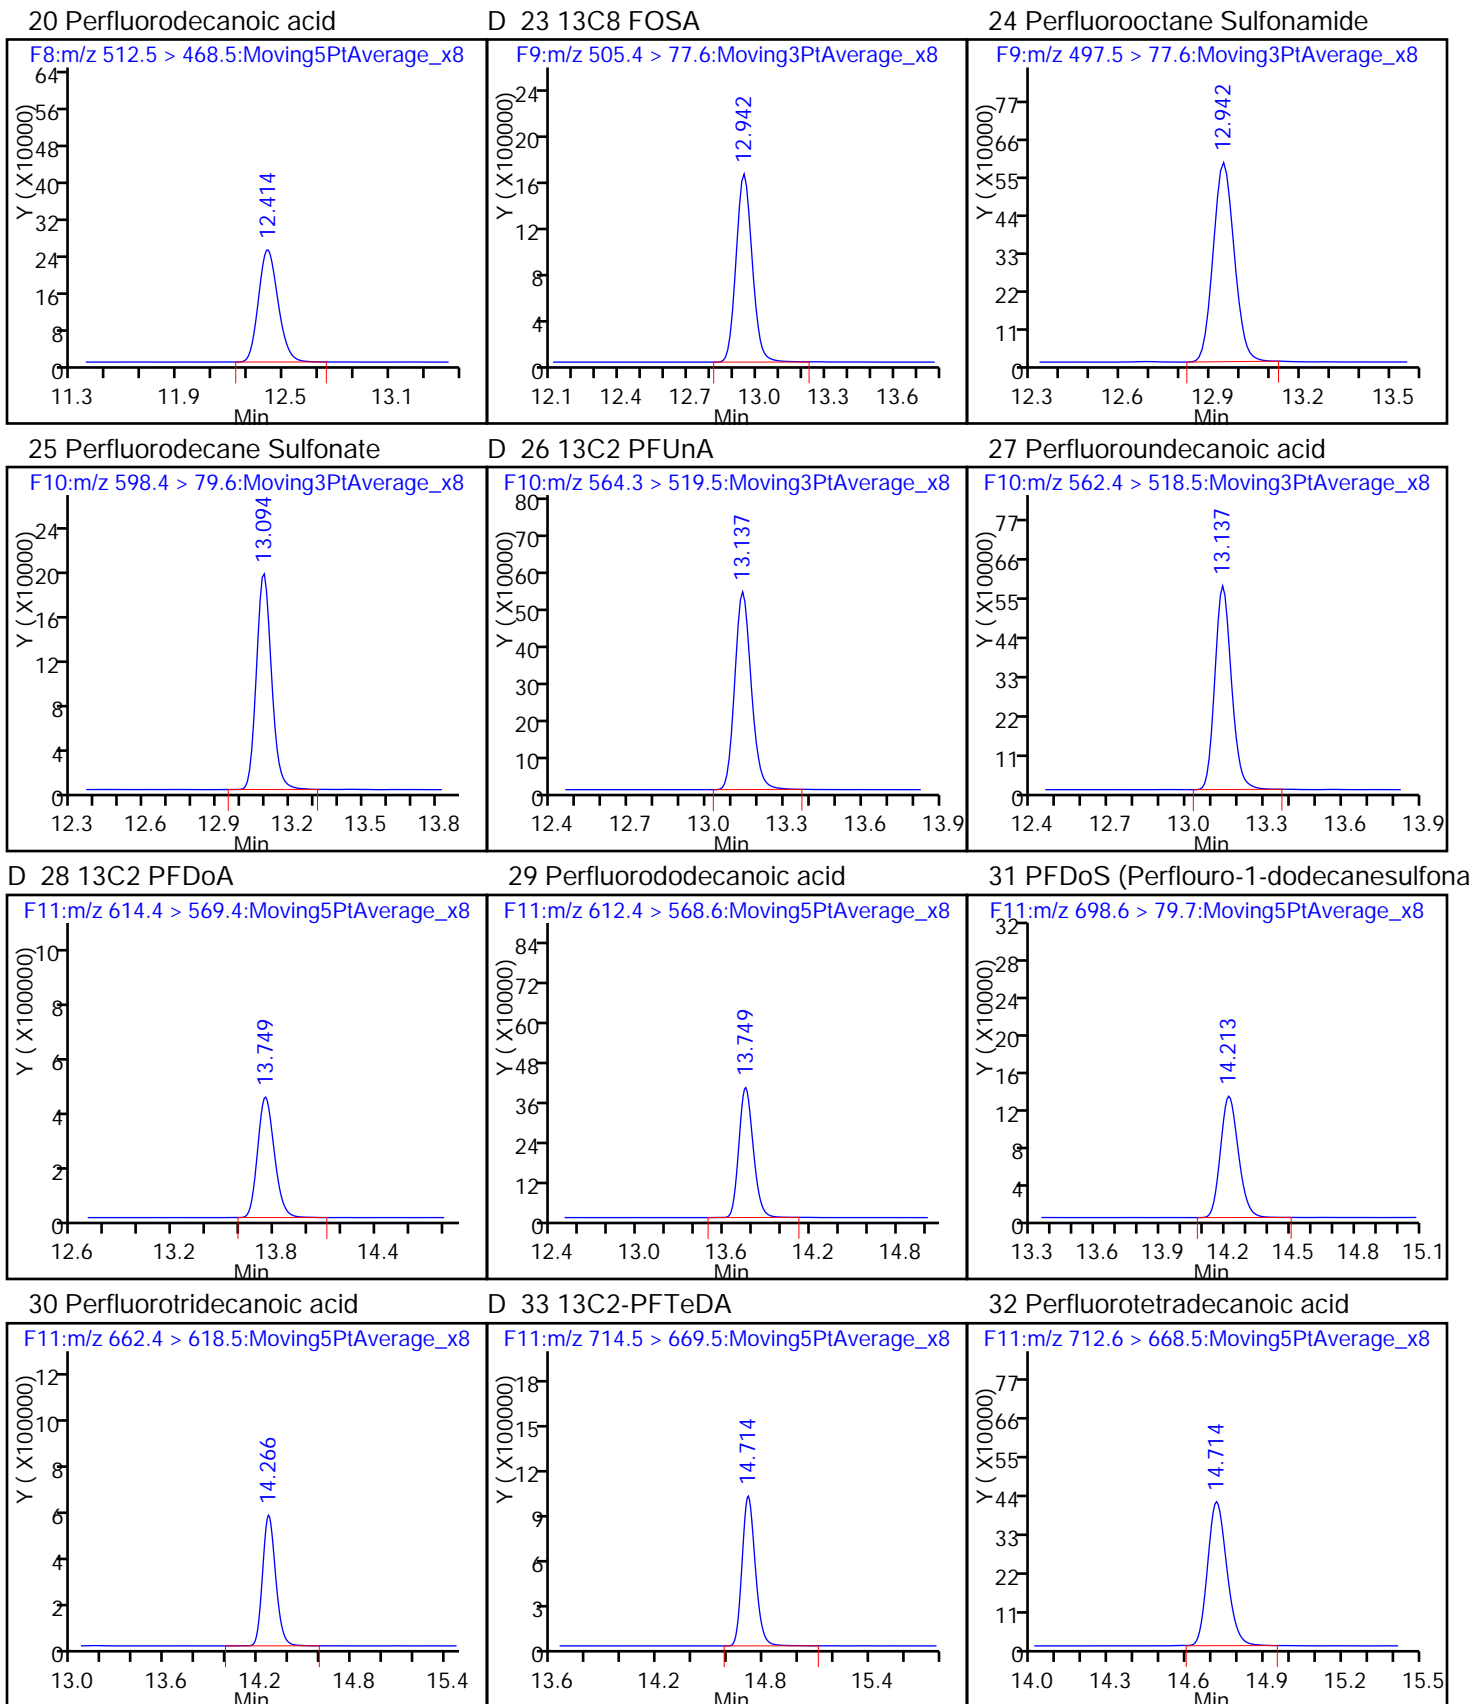 20 Perfluorodecanoic acid
F8:m/z 512.5 > 468.5:Moving5PtAverage_x8
Y ( X10000)
64
56
48
40
32
24
16
8
0
12.414
11.3 11.9 12.5 13.1
Min
D 23 13C8 FOSA
F9:m/z 505.4 > 77.6:Moving3PtAverage_x8
Y ( X100000)
24
20
16
12
8
4
0
12.942
12.1 12.4 12.7 13.0 13.3 13.6
Min
24 Perfluorooctane Sulfonamide
F9:m/z 497.5 > 77.6:Moving3PtAverage_x8
Y ( X10000)
77
66
55
44
33
22
11
0
12.942
12.3 12.6 12.9 13.2 13.5
Min
25 Perfluorodecane Sulfonate
F10:m/z 598.4 > 79.6:Moving3PtAverage_x8
Y ( X10000)
24
20
16
12
8
4
0
13.094
12.3 12.6 12.9 13.2 13.5 13.8
Min
D 26 13C2 PFUnA
F10:m/z 564.3 > 519.5:Moving3PtAverage_x8
Y ( X10000)
80
70
60
50
40
30
20
10
0
13.137
12.4 12.7 13.0 13.3 13.6 13.9
Min
27 Perfluoroundecanoic acid
F10:m/z 562.4 > 518.5:Moving3PtAverage_x8
Y ( X10000)
77
66
55
44
33
22
11
0
13.137
12.4 12.7 13.0 13.3 13.6 13.9
Min
D 28 13C2 PFDoA
F11:m/z 614.4 > 569.4:Moving5PtAverage_x8
Y ( X100000)
10
8
6
4
2
0
13.749
12.6 13.2 13.8 14.4
Min
29 Perfluorododecanoic acid
F11:m/z 612.4 > 568.6:Moving5PtAverage_x8
Y ( X10000)
84
72
60
48
36
24
12
0
13.749
12.4 13.0 13.6 14.2 14.8
Min
31 PFDoS (Perflouro-1-dodecanesulfona
F11:m/z 698.6 > 79.7:Moving5PtAverage_x8
Y ( X10000)
32
28
24
20
16
12
8
4
0
14.213
13.3 13.6 13.9 14.2 14.5 14.8 15.1
Min
30 Perfluorotridecanoic acid
F11:m/z 662.4 > 618.5:Moving5PtAverage_x8
Y ( X100000)
12
10
8
6
4
2
0
14.266
13.0 13.6 14.2 14.8 15.4
Min
D 33 13C2-PFTeDA
F11:m/z 714.5 > 669.5:Moving5PtAverage_x8
Y ( X100000)
18
15
12
9
6
3
0
14.714
13.6 14.2 14.8 15.4
Min
32 Perfluorotetradecanoic acid
F11:m/z 712.6 > 668.5:Moving5PtAverage_x8
Y ( X10000)
77
66
55
44
33
22
11
0
14.714
14.0 14.3 14.6 14.9 15.2 15.5
Min